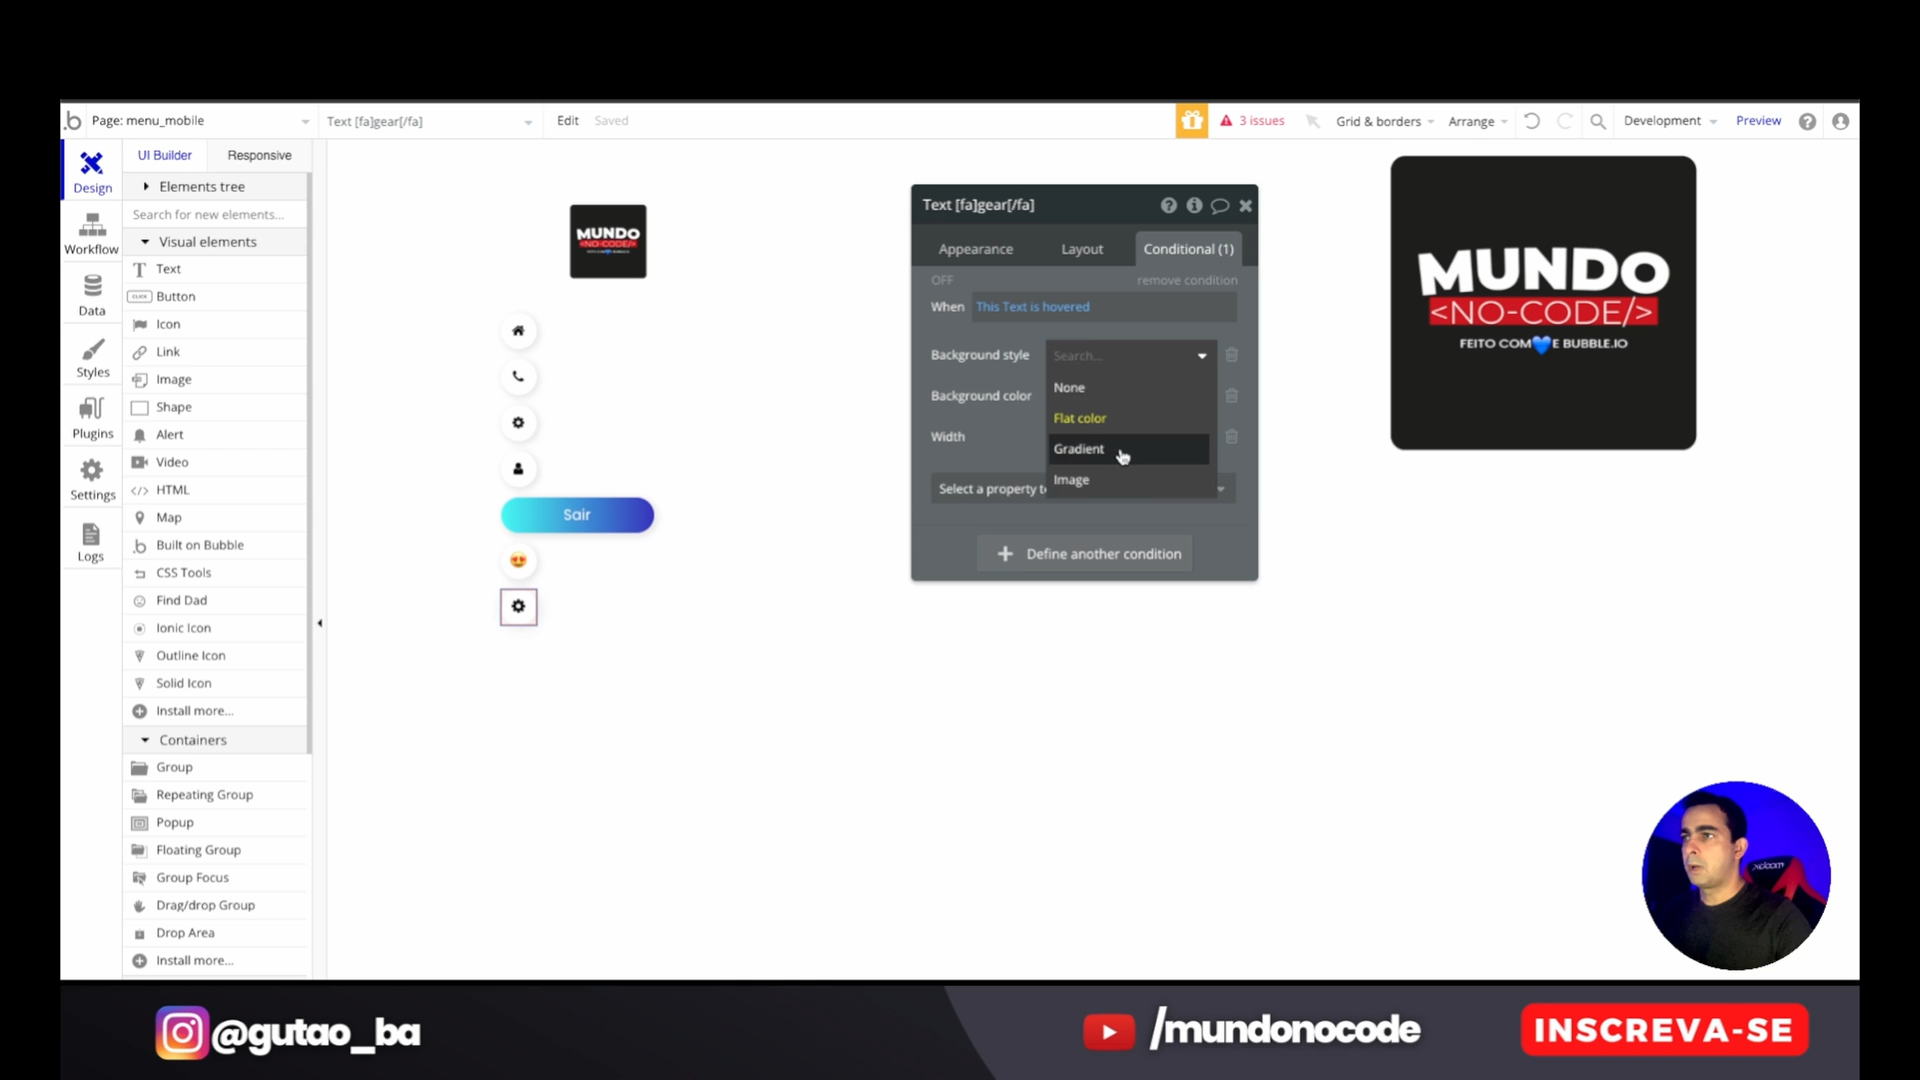 .b Page: menu_mobile Text [fa]gear[/fa] Edit Saved 3 issues Grid & borders Arrange Development Preview
Design
Workflow
Data
Styles
Plugins
Settings
Logs
UI Builder Responsive
Elements tree
Search for new elements...
Visual elements
Text
CLICK Button
Icon
Link
Image
Shape
Alert
Video
</> HTML
Map
Built on Bubble
CSS Tools
Find Dad
Ionic Icon
Outline Icon
Solid Icon
Install more...
Containers
Group
Repeating Group
Popup
Floating Group
Group Focus
Drag/drop Group
Drop Area
Install more...
MUNDO
<NO-CODE/>
Sair
Text [fa]gear[/fa]
Appearance Layout Conditional (1)
OFF remove condition
When This Text is hovered
Background style Search...
None
Background color
Flat color
Width
Gradient
Image
Select a property t
Define another condition
MUNDO
<NO-CODE/>
FEITO COM 💙 E BUBBLE.IO
xdoom
@gutao_ba
/mundonocode
INSCREVA-SE